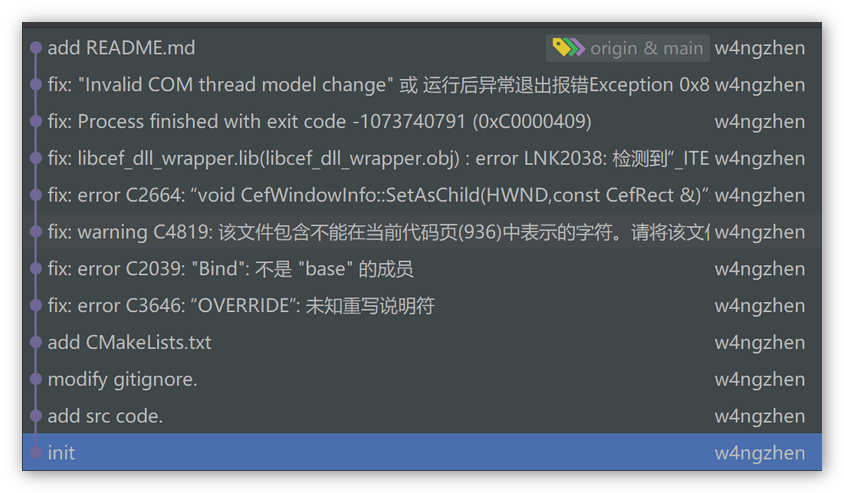 add README.md origin & main w4ngzhen
fix: "Invalid COM thread model change" 或 运行后异常退出报错Exception 0x8 w4ngzhen
fix: Process finished with exit code -1073740791 (0xC0000409) w4ngzhen
fix: libcef_dll_wrapper.lib(libcef_dll_wrapper.obj) : error LNK2038: 检测到“_ITE w4ngzhen
fix: error C2664: “void CefWindowInfo::SetAsChild(HWND,const CefRect &)”: w4ngzhen
fix: warning C4819: 该文件包含不能在当前代码页(936)中表示的字符。请将该文件 w4ngzhen
fix: error C2039: "Bind": 不是 "base" 的成员 w4ngzhen
fix: error C3646: “OVERRIDE”: 未知重写说明符 w4ngzhen
add CMakeLists.txt w4ngzhen
modify gitignore. w4ngzhen
add src code. w4ngzhen
init w4ngzhen